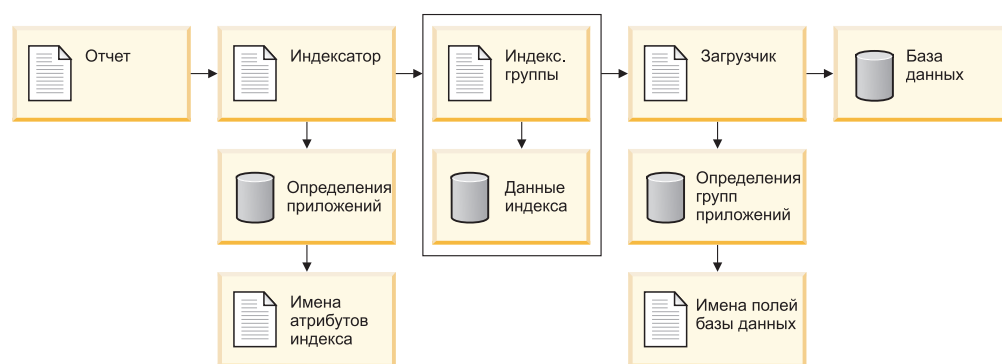 Отчет
Индексатор
Индекс.
группы
Загрузчик
База
данных
Определения
приложений
Данные
индекса
Определения
групп
приложений
Имена
атрибутов
индекса
Имена полей
базы данных